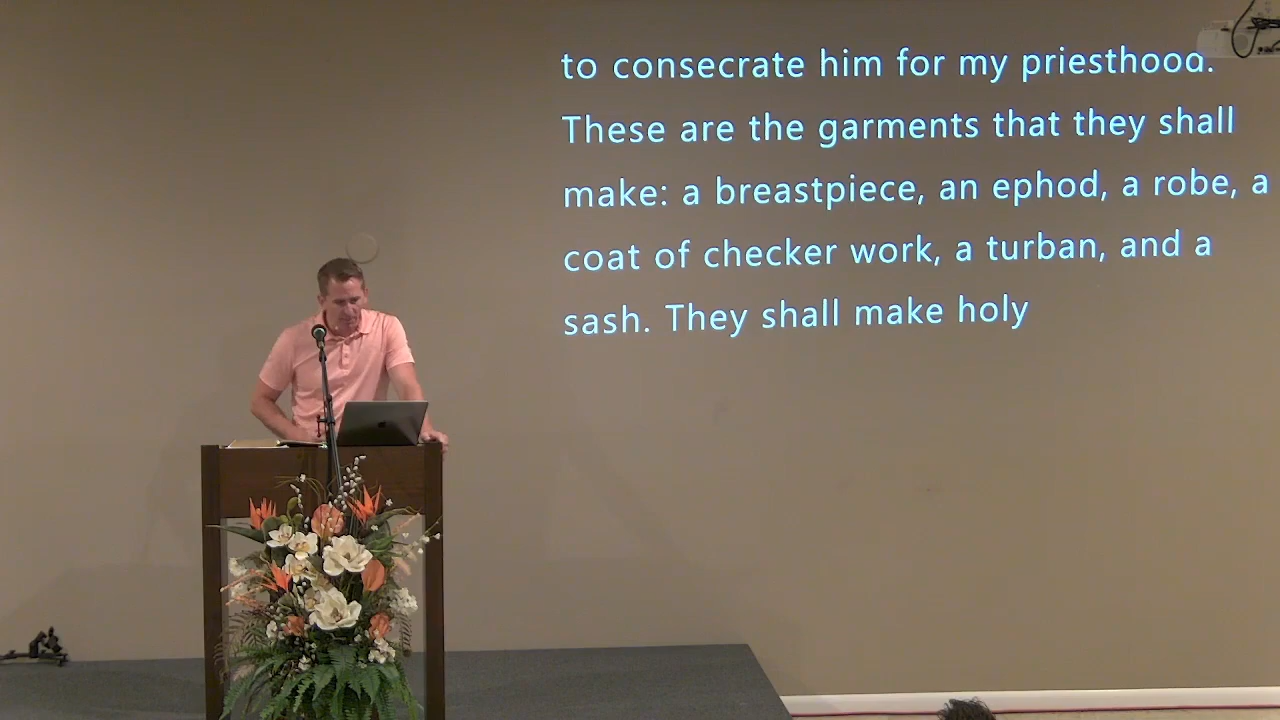 to consecrate him for my priesthood.
These are the garments that they shall
make: a breastpiece, an ephod, a robe, a
coat of checker work, a turban, and a
sash. They shall make holy